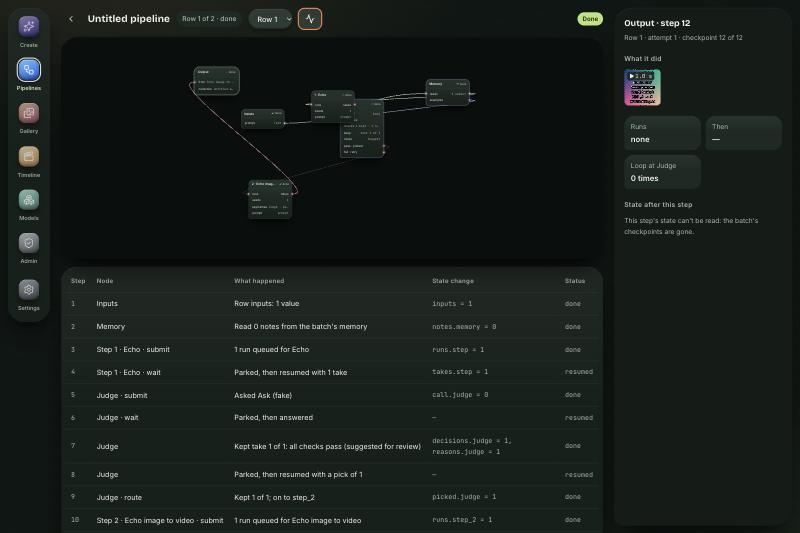 Untitled pipeline
Row 1 of 2 · done
Row 1
Done
Create
Pipelines
Gallery
Timeline
Models
Admin
Settings
Output
Inputs
1 Echo
Memory
Step Node What happened State change Status
1 Inputs Row inputs: 1 value inputs = 1 done
2 Memory Read 0 notes from the batch's memory notes.memory = 0 done
3 Step 1 · Echo · submit 1 run queued for Echo runs.step = 1 done
4 Step 1 · Echo · wait Parked, then resumed with 1 take takes.step = 1 resumed
5 Judge · submit Asked Ask (fake) call.judge = 0 done
6 Judge · wait Parked, then answered — resumed
7 Judge Kept take 1 of 1: all checks pass (suggested for review) decisions.judge = 1, done
reasons.judge = 1
8 Judge Parked, then resumed with a pick of 1 — resumed
9 Judge · route Kept 1 of 1; on to step_2 picked.judge = 1 done
10 Step 2 · Echo image to video · submit 1 run queued for Echo image to video runs.step_2 = 1 done
Output · step 12
Row 1 · attempt 1 · checkpoint 12 of 12
What it did
Runs
none
Then
—
Loop at Judge
0 times
State after this step
This step's state can't be read: the batch's
checkpoints are gone.